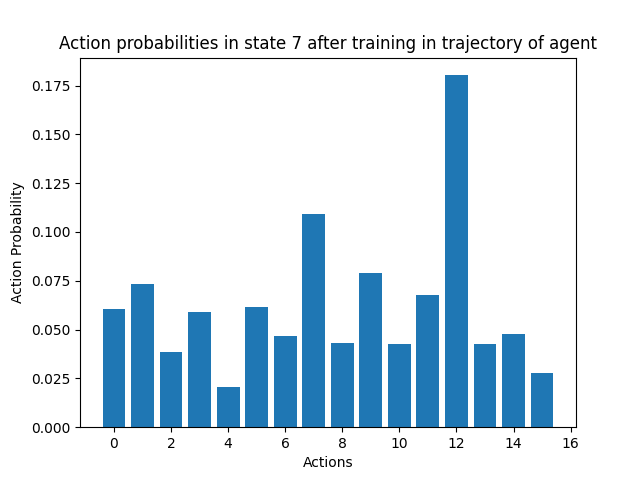 Action probabilities in state 7 after training in trajectory of agent
0.175
0.150
0.125
0.100
0.075
0.050
0.025
0.000
Action Probability
0 2 4 6 8 10 12 14 16
Actions